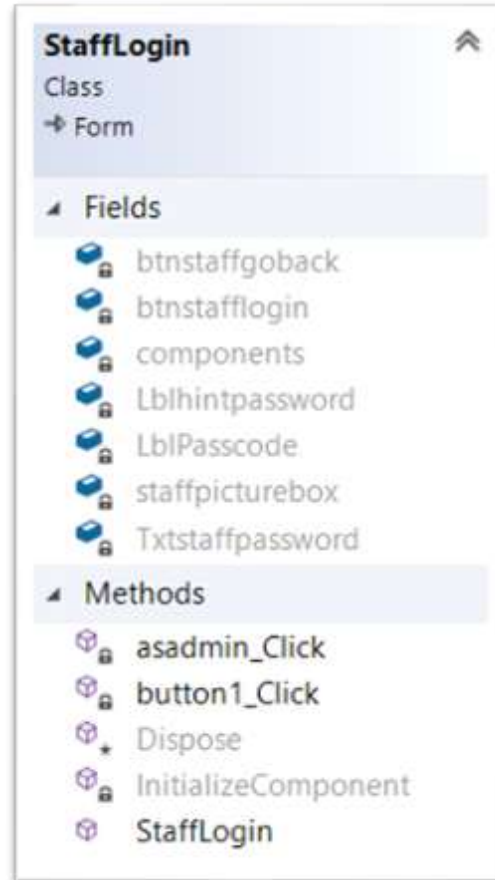 StaffLogin
Class
Form
Fields
btnstaffgoback
btnstafflogin
components
Lblhintpassword
LblPasscode
staffpicturebox
Txtstaffpassword
Methods
asadmin_Click
button1_Click
Dispose
InitializeComponent
StaffLogin